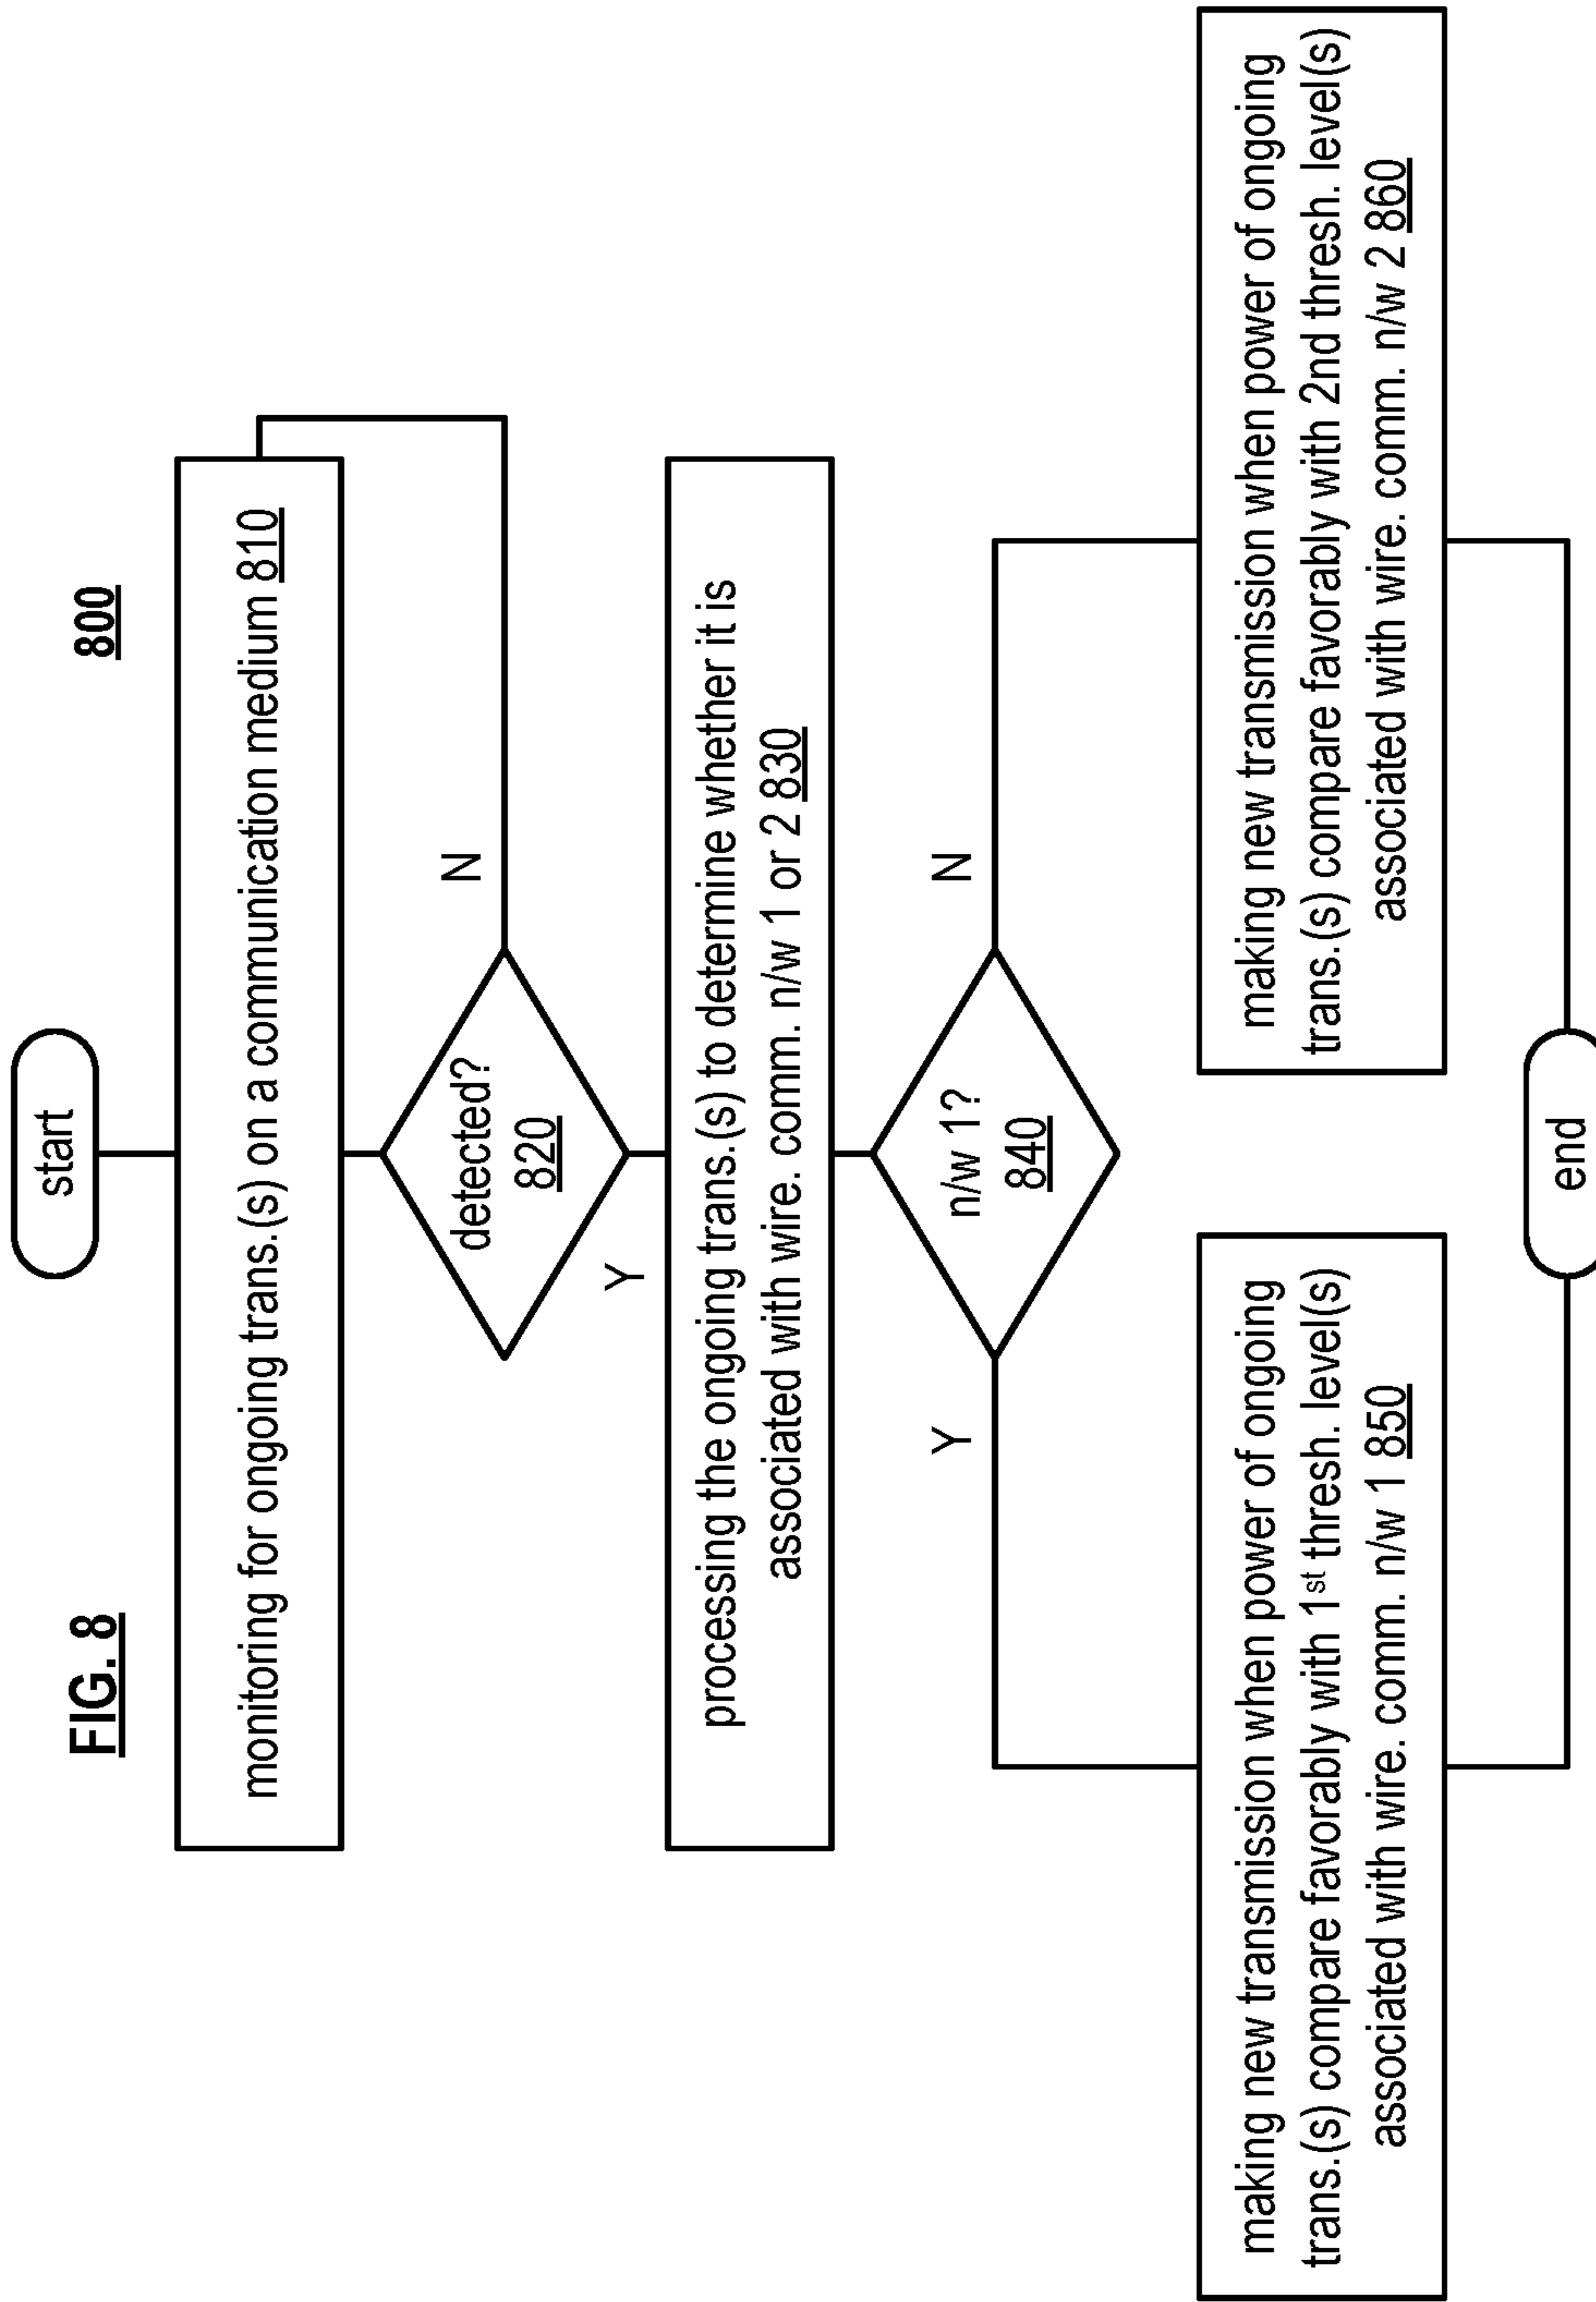 FIG. 8
800
start
monitoring for ongoing trans.(s) on a communication medium 810
detected?
820
N
Y
processing the ongoing trans.(s) to determine whether it is
associated with wire. comm. n/w 1 or 2 830
n/w 1?
840
Y
N
making new transmission when power of ongoing
trans.(s) compare favorably with 1st thresh. level(s)
associated with wire. comm. n/w 1 850
making new transmission when power of ongoing
trans.(s) compare favorably with 2nd thresh. level(s)
associated with wire. comm. n/w 2 860
end